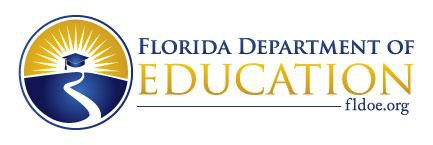 FLORIDA DEPARTMENT OF
EDUCATION
fldoe.org